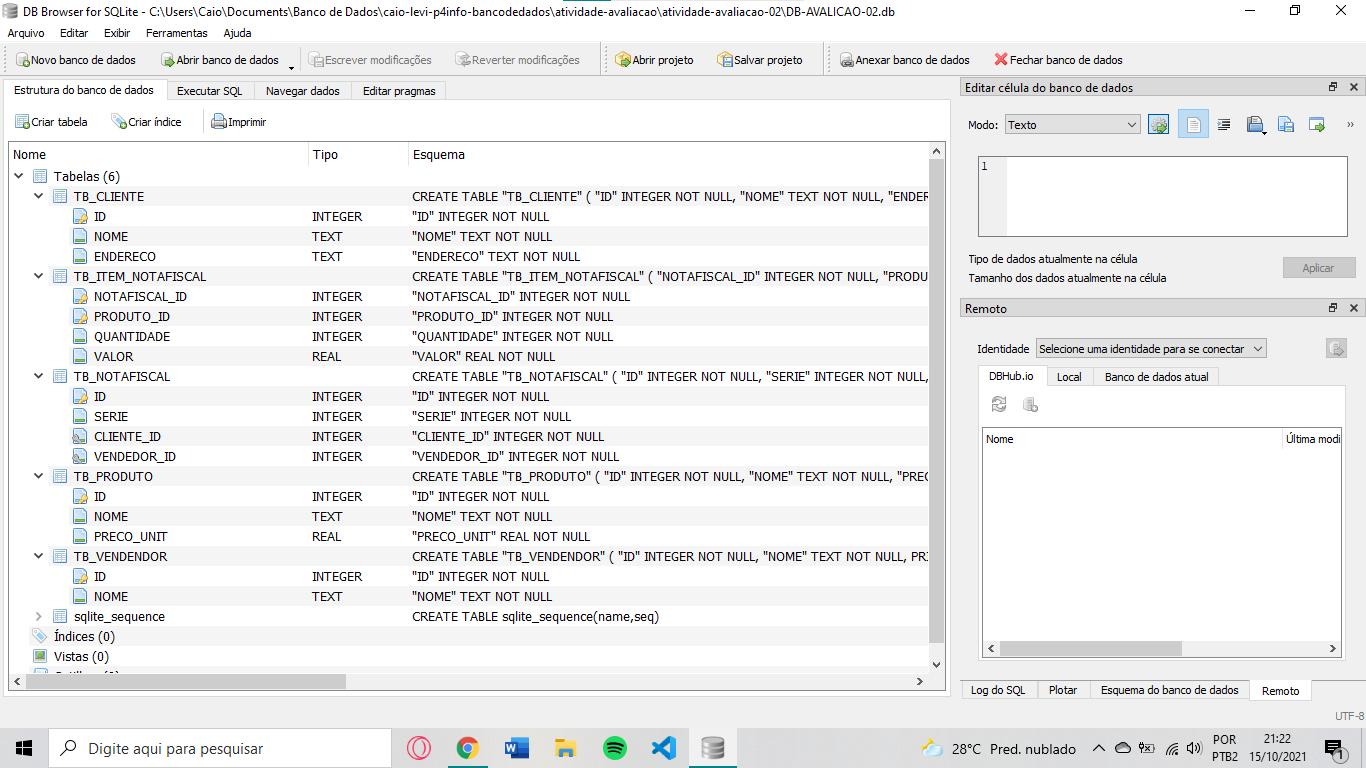 DB Browser for SQLite - C:\Users\Caio\Documents\Banco de Dados\caio-levi-p4info-bancodedados\atividade-avaliacao\atividade-avaliacao-02\DB-AVALICAO-02.db
Arquivo Editar Exibir Ferramentas Ajuda
Novo banco de dados Abrir banco de dados Escrever modificações Reverter modificações Abrir projeto Salvar projeto Anexar banco de dados Fechar banco de dados
Estrutura do banco de dados Executar SQL Navegar dados Editar pragmas
Criar tabela Criar índice Imprimir
Nome Tipo Esquema
Tabelas (6)
TB_CLIENTE CREATE TABLE "TB_CLIENTE" ( "ID" INTEGER NOT NULL, "NOME" TEXT NOT NULL, "ENDER
ID INTEGER "ID" INTEGER NOT NULL
NOME TEXT "NOME" TEXT NOT NULL
ENDERECO TEXT "ENDERECO" TEXT NOT NULL
TB_ITEM_NOTAFISCAL CREATE TABLE "TB_ITEM_NOTAFISCAL" ( "NOTAFISCAL_ID" INTEGER NOT NULL, "PRODU
NOTAFISCAL_ID INTEGER "NOTAFISCAL_ID" INTEGER NOT NULL
PRODUTO_ID INTEGER "PRODUTO_ID" INTEGER NOT NULL
QUANTIDADE INTEGER "QUANTIDADE" INTEGER NOT NULL
VALOR REAL "VALOR" REAL NOT NULL
TB_NOTAFISCAL CREATE TABLE "TB_NOTAFISCAL" ( "ID" INTEGER NOT NULL, "SERIE" INTEGER NOT NULL,
ID INTEGER "ID" INTEGER NOT NULL
SERIE INTEGER "SERIE" INTEGER NOT NULL
CLIENTE_ID INTEGER "CLIENTE_ID" INTEGER NOT NULL
VENDEDOR_ID INTEGER "VENDEDOR_ID" INTEGER NOT NULL
TB_PRODUTO CREATE TABLE "TB_PRODUTO" ( "ID" INTEGER NOT NULL, "NOME" TEXT NOT NULL, "PREC
ID INTEGER "ID" INTEGER NOT NULL
NOME TEXT "NOME" TEXT NOT NULL
PRECO_UNIT REAL "PRECO_UNIT" REAL NOT NULL
TB_VENDENDOR CREATE TABLE "TB_VENDENDOR" ( "ID" INTEGER NOT NULL, "NOME" TEXT NOT NULL, PRI
ID INTEGER "ID" INTEGER NOT NULL
NOME TEXT "NOME" TEXT NOT NULL
sqlite_sequence CREATE TABLE sqlite_sequence(name,seq)
Índices (0)
Vistas (0)
Editar célula do banco de dados
Modo: Texto
1
Tipo de dados atualmente na célula
Tamanho dos dados atualmente na célula
Aplicar
Remoto
Identidade Selecione uma identidade para se conectar
DBHub.io Local Banco de dados atual
Nome Última modi
Log do SQL Plotar Esquema do banco de dados Remoto
UTF-8
Digite aqui para pesquisar
28°C Pred. nublado
POR
PTB2
21:22
15/10/2021
1